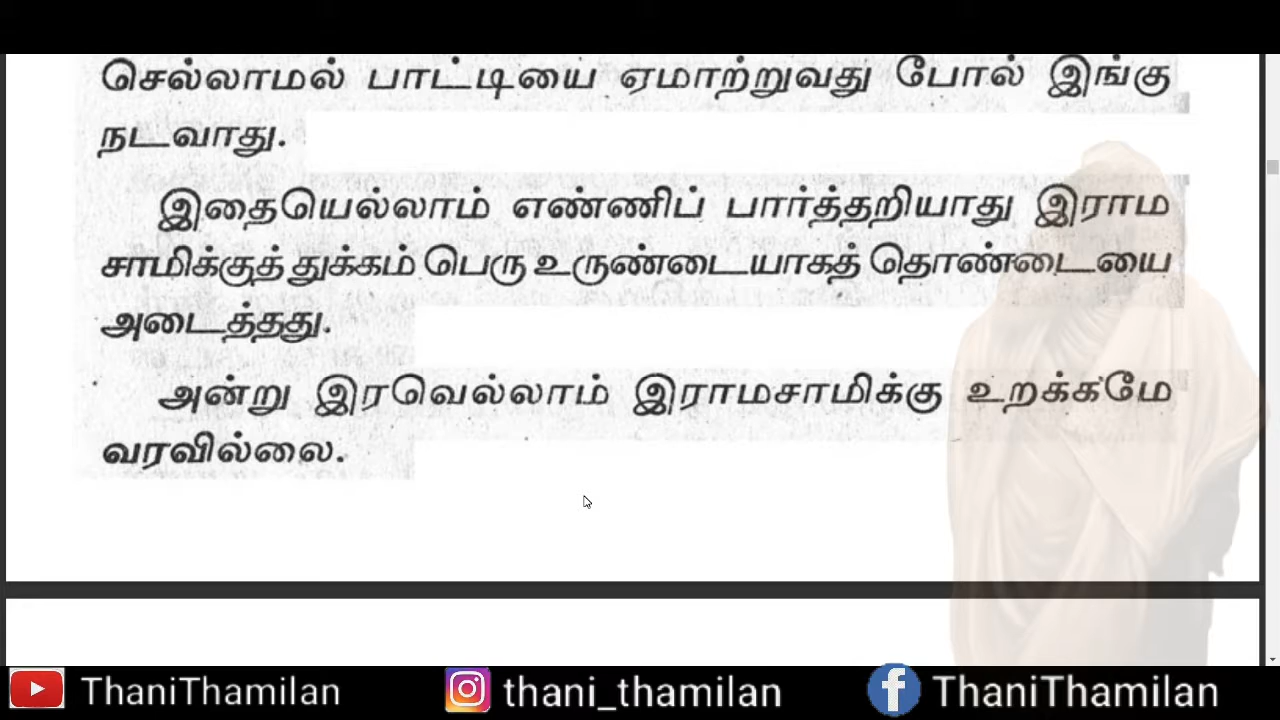 செல்லாமல் பாட்டியை ஏமாற்றுவது போல் இங்கு
நடவாது.
இதையெல்லாம் எண்ணிப் பார்த்தறியாது இராம
சாமிக்குத் துக்கம் பெரு உருண்டையாகத் தொண்டையை
அடைத்தது.
அன்று இரவெல்லாம் இராமசாமிக்கு உறக்கமே
வரவில்லை.
ThaniThamilan thani_thamilan ThaniThamilan